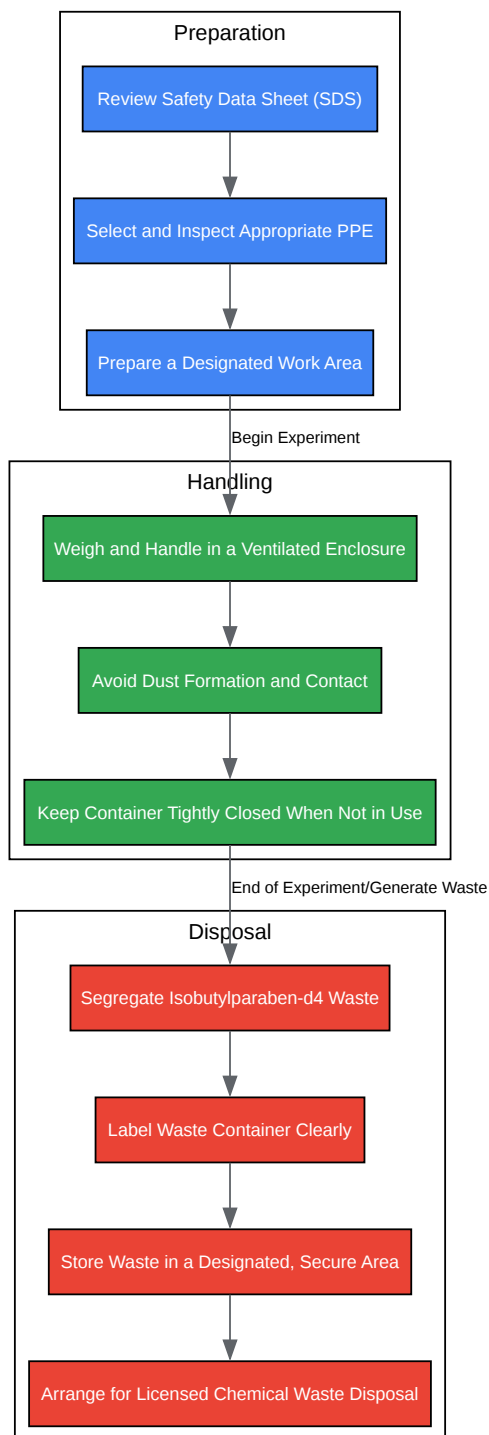 Preparation
Review Safety Data Sheet (SDS)
Select and Inspect Appropriate PPE
Prepare a Designated Work Area
Begin Experiment
Handling
Weigh and Handle in a Ventilated Enclosure
Avoid Dust Formation and Contact
Keep Container Tightly Closed When Not in Use
End of Experiment/Generate Waste
Disposal
Segregate Isobutylparaben-d4 Waste
Label Waste Container Clearly
Store Waste in a Designated, Secure Area
Arrange for Licensed Chemical Waste Disposal